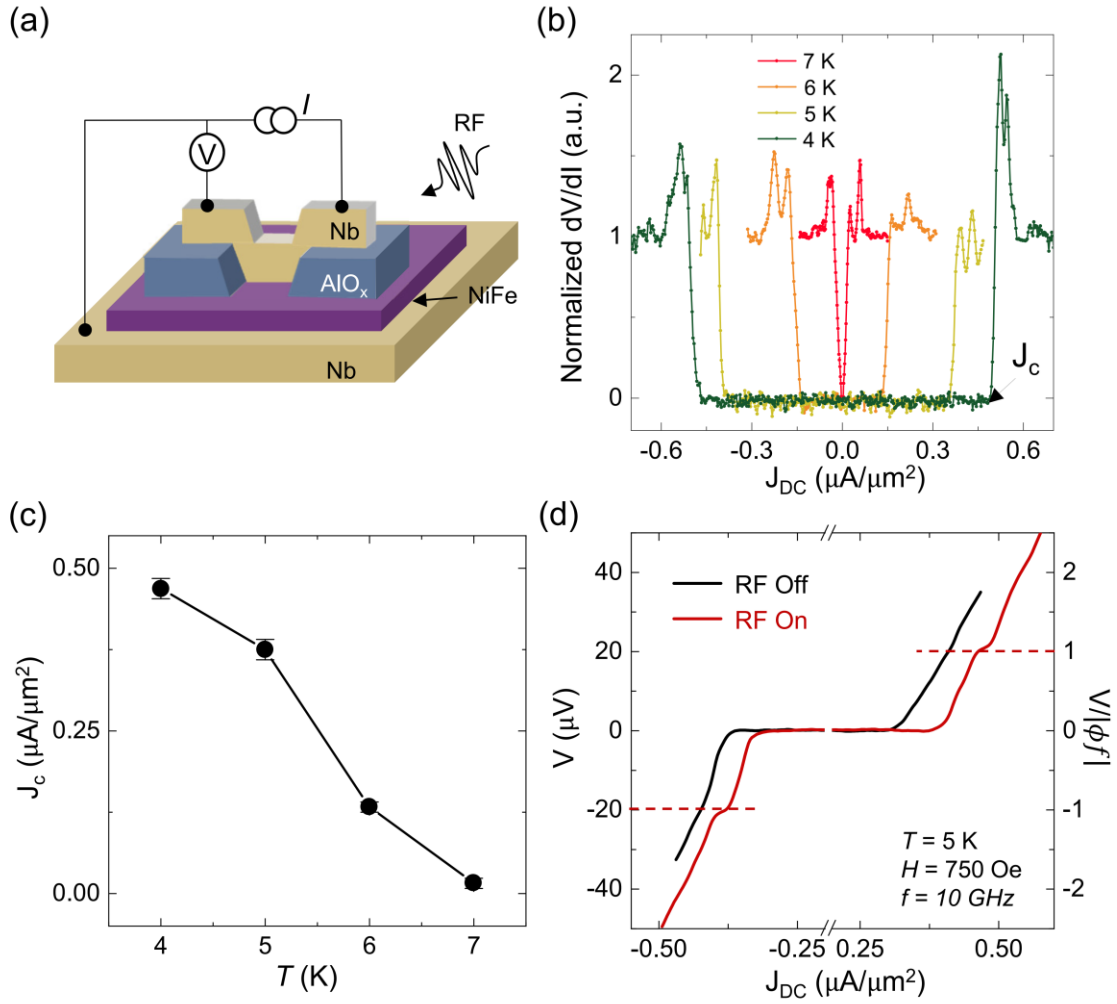 (a)
I
V
RF
Nb
AlOx
NiFe
Nb
(b)
Normalized dV/dI (a.u.)
2
1
0
7 K
6 K
5 K
4 K
Jc
-0.6 -0.3 0.0 0.3 0.6
JDC (μA/μm²)
(c)
Jc (μA/μm²)
0.50
0.25
0.00
4 5 6 7
T (K)
(d)
V (μV)
40
20
0
-20
-40
RF Off
RF On
T = 5 K
H = 750 Oe
f = 10 GHz
2
1
0
-1
-2
V/|ϕf|
-0.50 -0.25 0.25 0.50
JDC (μA/μm²)